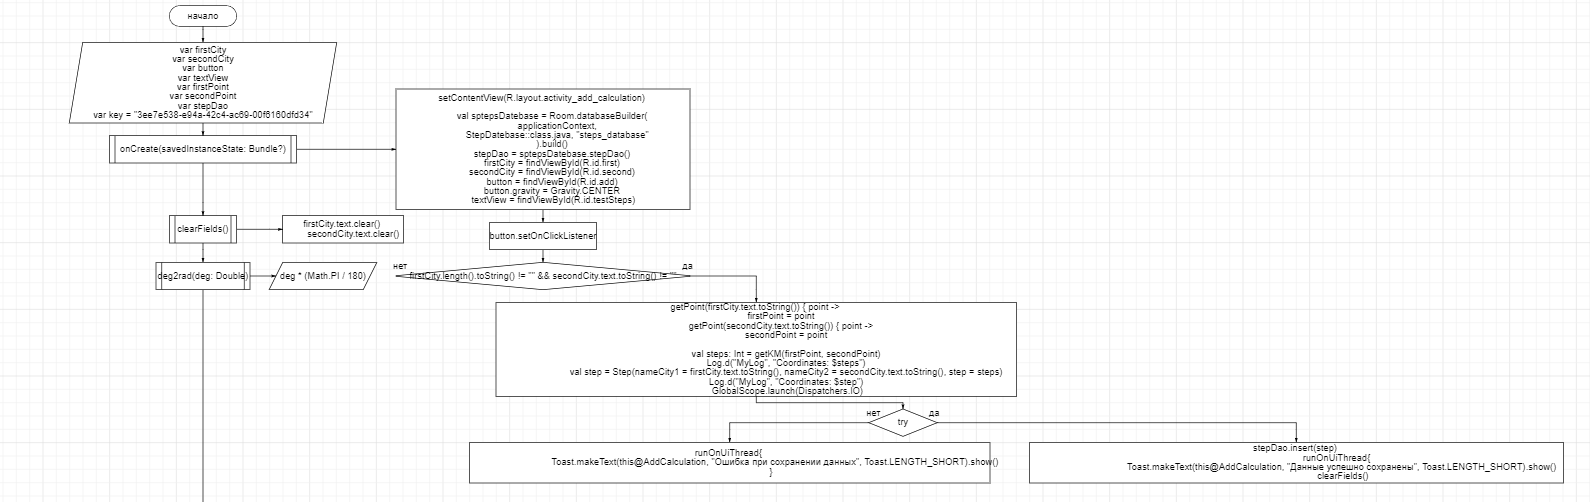 начало
var firstCity
var secondCity
var button
var textView
var firstPoint
var secondPoint
var stepDao
var key = "3ee7e538-e94a-42c4-ac69-00f6160dfd34"
onCreate(savedInstanceState: Bundle?)
setContentView(R.layout.activity_add_calculation)
val sptepsDatebase = Room.databaseBuilder(
applicationContext,
StepDatebase::class.java, "steps_database"
).build()
stepDao = sptepsDatebase.stepDao()
firstCity = findViewById(R.id.first)
secondCity = findViewById(R.id.second)
button = findViewById(R.id.add)
button.gravity = Gravity.CENTER
textView = findViewById(R.id.testSteps)
clearFields()
firstCity.text.clear()
secondCity.text.clear()
button.setOnClickListener
deg2rad(deg: Double)
deg * (Math.PI / 180)
нет
firstCity.length().toString() != "" && secondCity.text.toString() != ""
да
getPoint(firstCity.text.toString()) { point ->
firstPoint = point
getPoint(secondCity.text.toString()) { point ->
secondPoint = point
val steps: Int = getKM(firstPoint, secondPoint)
Log.d("MyLog", "Coordinates: $steps")
val step = Step(nameCity1 = firstCity.text.toString(), nameCity2 = secondCity.text.toString(), step = steps)
Log.d("MyLog", "Coordinates: $step")
GlobalScope.launch(Dispatchers.IO)
нет
try
да
runOnUiThread{
Toast.makeText(this@AddCalculation, "Ошибка при сохранении данных", Toast.LENGTH_SHORT).show()
}
stepDao.insert(step)
runOnUiThread{
Toast.makeText(this@AddCalculation, "Данные успешно сохранены", Toast.LENGTH_SHORT).show()
clearFields()